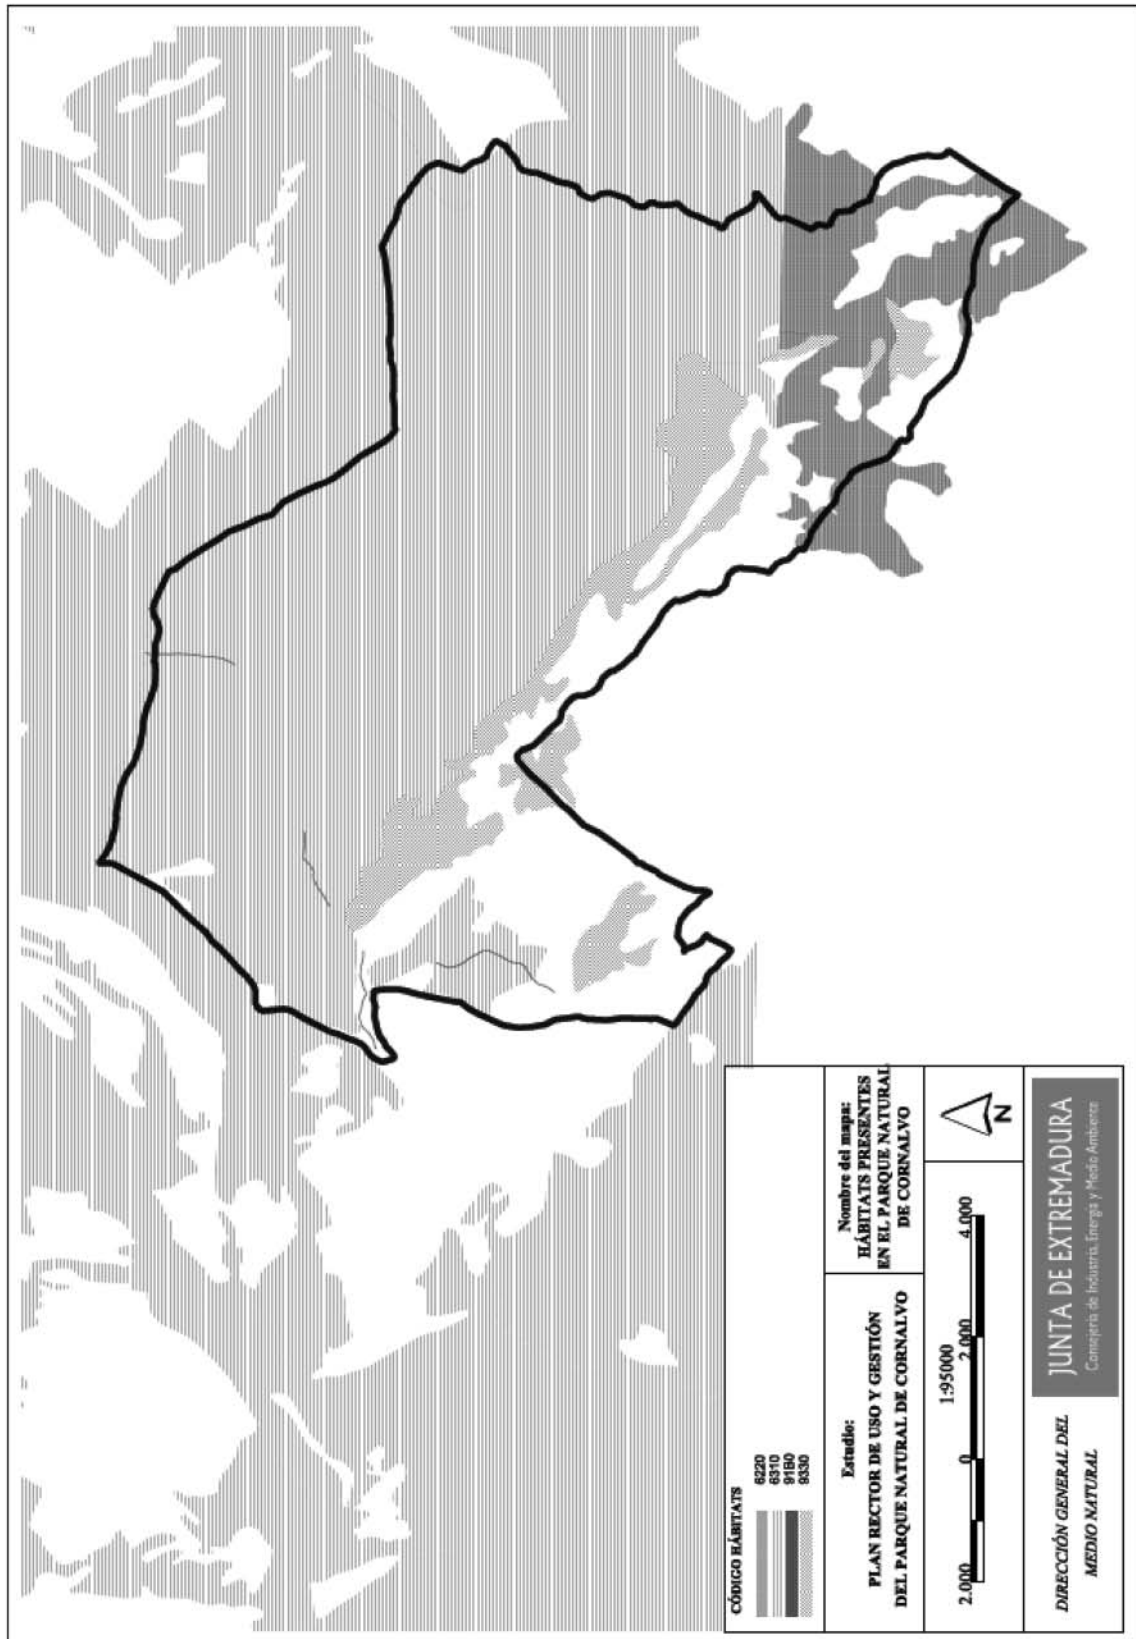 CÓDIGO HÁBITATS
6220
6310
91B0
9330
Estudio:
PLAN RECTOR DE USO Y GESTIÓN
DEL PARQUE NATURAL DE CORNALVO
Nombre del mapa:
HÁBITATS PRESENTES
EN EL PARQUE NATURAL
DE CORNALVO
1:95000
2.000 0 2.000 4.000
N
DIRECCIÓN GENERAL DEL
MEDIO NATURAL
JUNTA DE EXTREMADURA
Consejería de Industria, Energía y Medio Ambiente